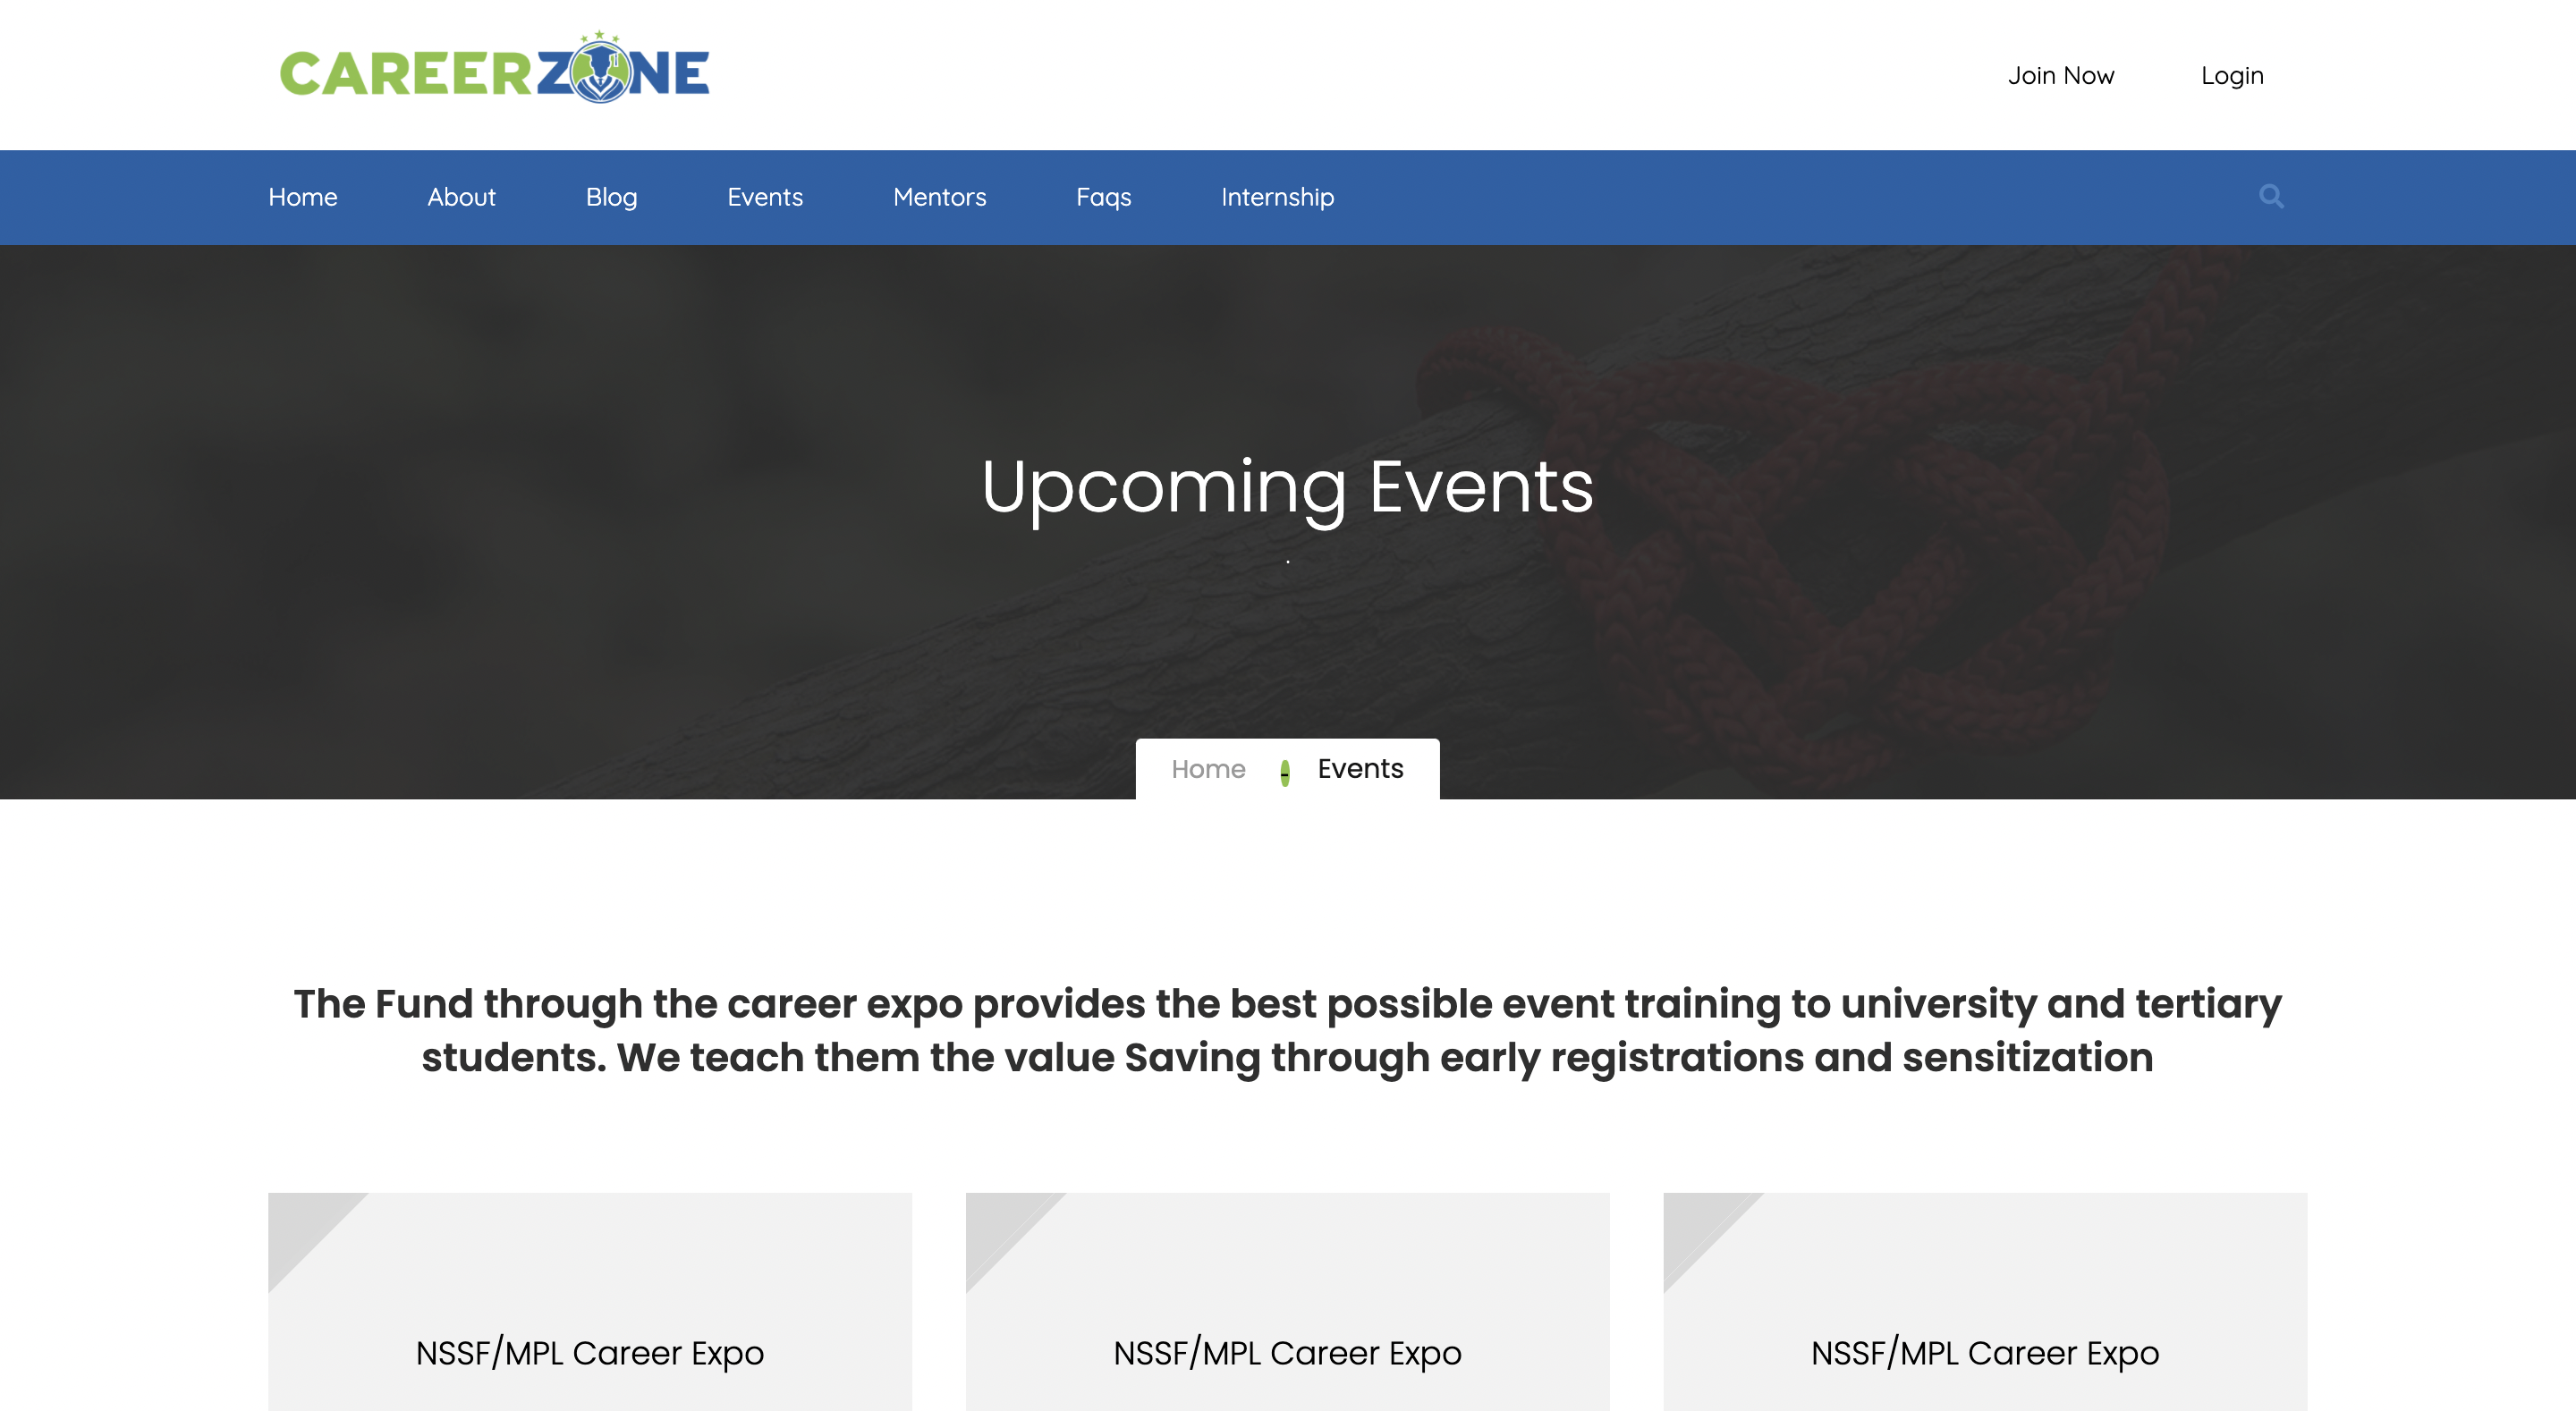 CAREERZONE
Join Now Login
Home About Blog Events Mentors Faqs Internship
Upcoming Events
.
Home - Events
The Fund through the career expo provides the best possible event training to university and tertiary
students. We teach them the value Saving through early registrations and sensitization
NSSF/MPL Career Expo NSSF/MPL Career Expo NSSF/MPL Career Expo